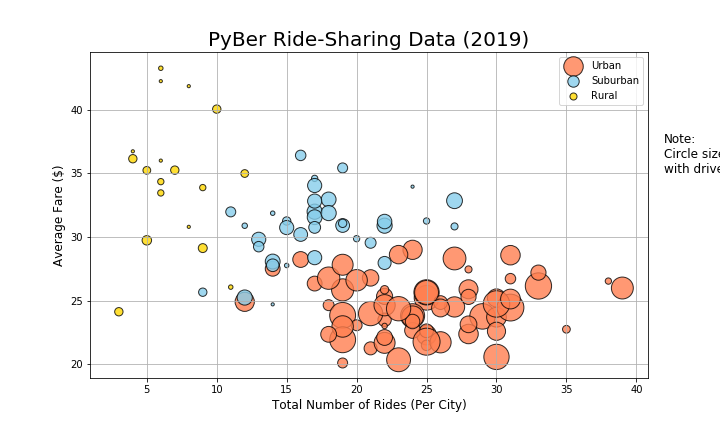 PyBer Ride-Sharing Data (2019)
Urban
Suburban
Rural
40
35
30
25
20
Average Fare ($)
5
10
15
20
25
30
35
40
Total Number of Rides (Per City)
Note:
Circle size
with drive